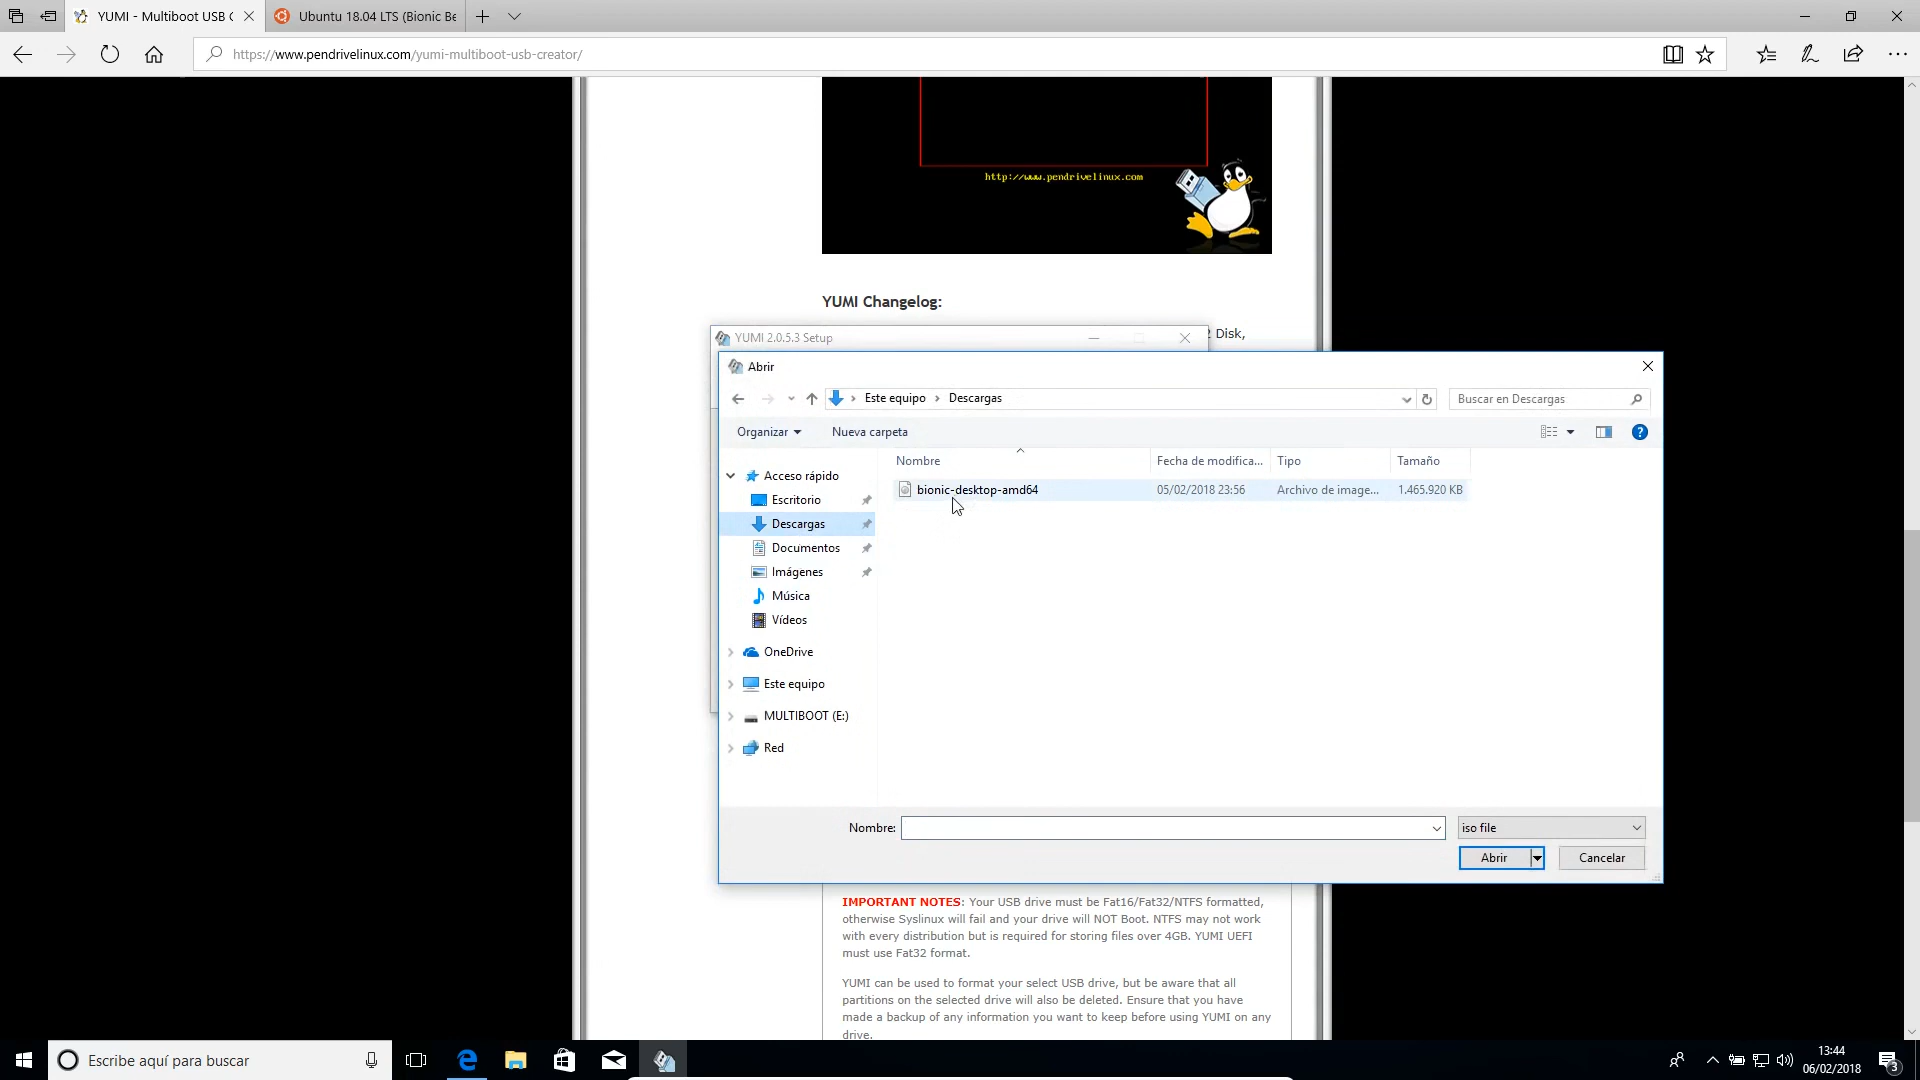 YUMI - Multiboot USB C
Ubuntu 18.04 LTS (Bionic Be
https://www.pendrivelinux.com/yumi-multiboot-usb-creator/
http://www.pendrivelinux.com
YUMI Changelog:
2 Disk,
YUMI 2.0.5.3 Setup
Abrir
Este equipo
Descargas
Buscar en Descargas
Organizar
Nueva carpeta
Nombre
Fecha de modifica...
Tipo
Tamaño
bionic-desktop-amd64
05/02/2018 23:56
Archivo de image...
1.465.920 KB
Acceso rápido
Escritorio
Descargas
Documentos
Imágenes
Música
Vídeos
OneDrive
Este equipo
MULTIBOOT (E:)
Red
Nombre:
iso file
Abrir
Cancelar
IMPORTANT NOTES: Your USB drive must be Fat16/Fat32/NTFS formatted,
otherwise Syslinux will fail and your drive will NOT Boot. NTFS may not work
with every distribution but is required for storing files over 4GB. YUMI UEFI
must use Fat32 format.
YUMI can be used to format your select USB drive, but be aware that all
partitions on the selected drive will also be deleted. Ensure that you have
made a backup of any information you want to keep before using YUMI on any
drive.
Escribe aquí para buscar
13:44
06/02/2018
3